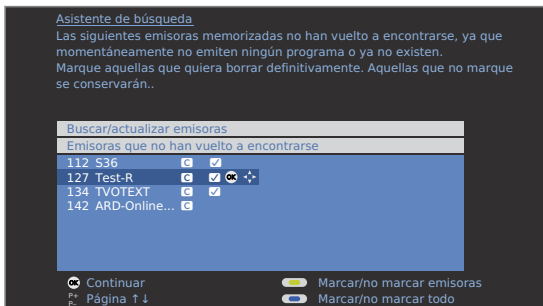 Asistente de búsqueda
Las siguientes emisoras memorizadas no han vuelto a encontrarse, ya que
momentáneamente no emiten ningún programa o ya no existen.
Marque aquellas que quiera borrar definitivamente. Aquellas que no marque
se conservarán..
Buscar/actualizar emisoras
Emisoras que no han vuelto a encontrarse
112 S36 C
127 Test-R C OK
134 TVOTEXT C
142 ARD-Online... C
OK Continuar
Marcar/no marcar emisoras
P+ P– Página ↑↓
Marcar/no marcar todo